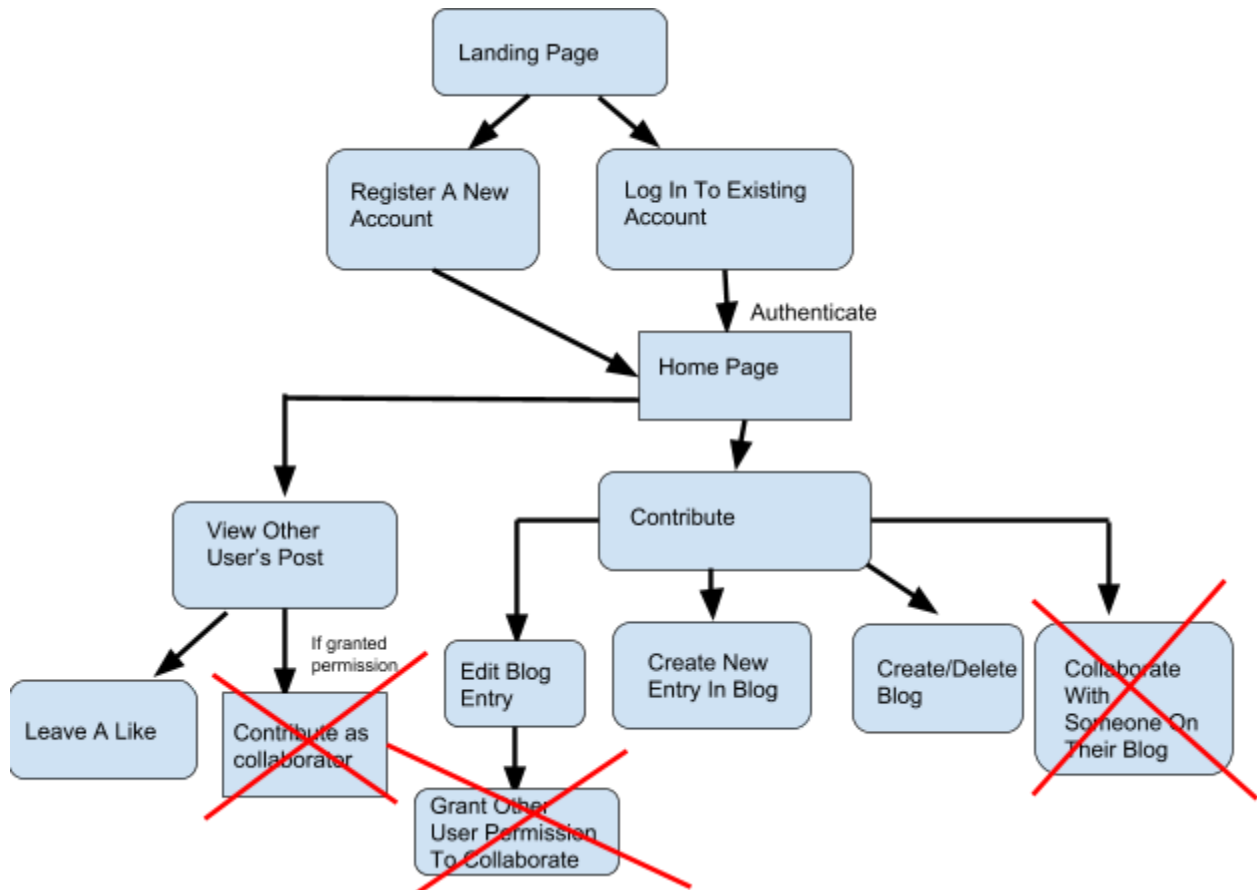 Landing Page
Register A New
Account
Log In To Existing
Account
Authenticate
Home Page
View Other
User's Post
Contribute
If granted
permission
Leave A Like
Contribute as
collaborator
Edit Blog
Entry
Create New
Entry In Blog
Create/Delete
Blog
Collaborate
With
Someone On
Their Blog
Grant Other
User Permission
To Collaborate